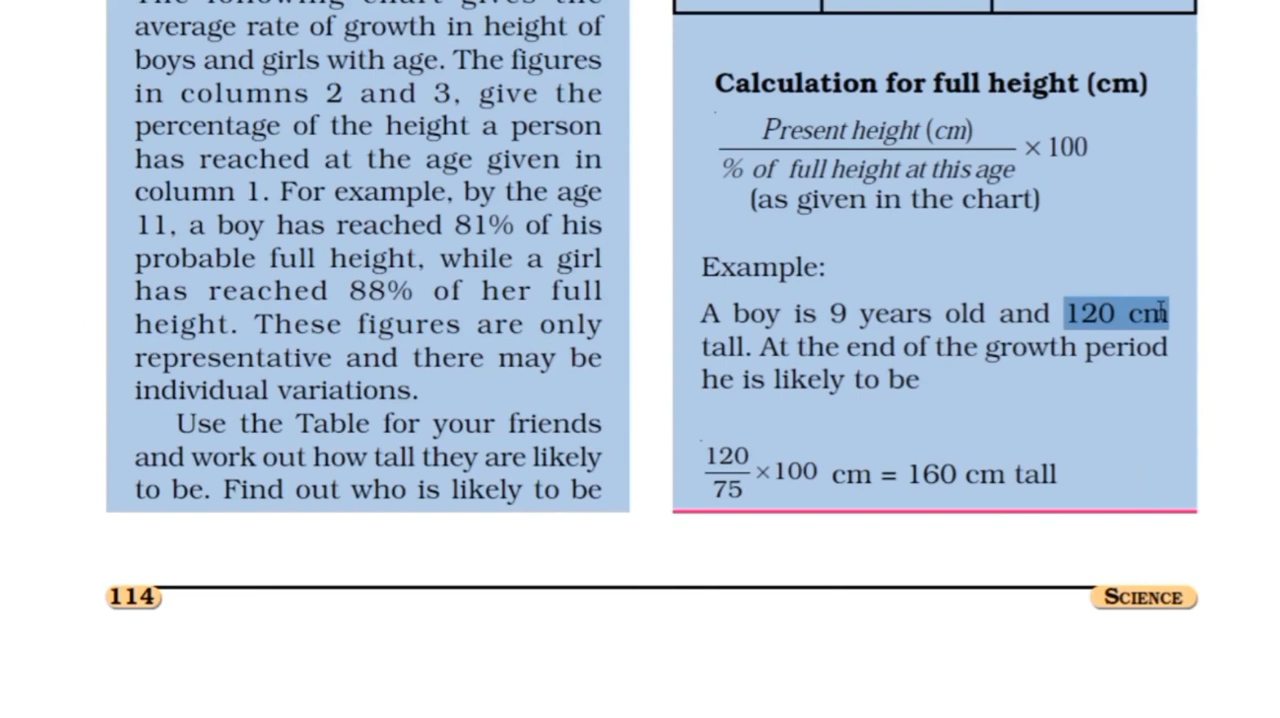 The following chart gives the
average rate of growth in height of
boys and girls with age. The figures
in columns 2 and 3, give the
percentage of the height a person
has reached at the age given in
column 1. For example, by the age
11, a boy has reached 81% of his
probable full height, while a girl
has reached 88% of her full
height. These figures are only
representative and there may be
individual variations.
Use the Table for your friends
and work out how tall they are likely
to be. Find out who is likely to be
Calculation for full height (cm)
Present height (cm)
% of full height at this age
× 100
(as given in the chart)
Example:
A boy is 9 years old and 120 cm
tall. At the end of the growth period
he is likely to be
120
75
×100 cm = 160 cm tall
114
SCIENCE